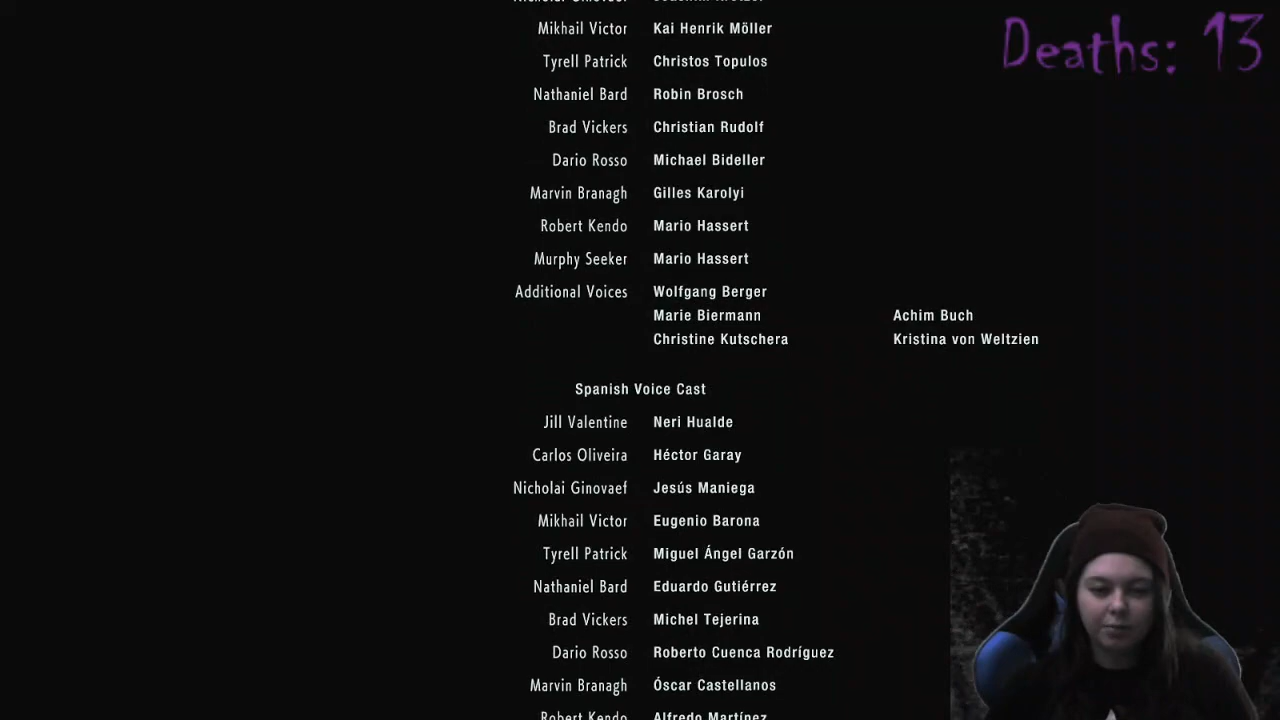 Deaths: 13
Mikhail Victor Kai Henrik Möller
Tyrell Patrick Christos Topulos
Nathaniel Bard Robin Brosch
Brad Vickers Christian Rudolf
Dario Rosso Michael Bideller
Marvin Branagh Gilles Karolyi
Robert Kendo Mario Hassert
Murphy Seeker Mario Hassert
Additional Voices Wolfgang Berger
Marie Biermann Achim Buch
Christine Kutschera Kristina von Weltzien
Spanish Voice Cast
Jill Valentine Neri Hualde
Carlos Oliveira Héctor Garay
Nicholai Ginovaef Jesús Maniega
Mikhail Victor Eugenio Barona
Tyrell Patrick Miguel Ángel Garzón
Nathaniel Bard Eduardo Gutiérrez
Brad Vickers Michel Tejerina
Dario Rosso Roberto Cuenca Rodríguez
Marvin Branagh Óscar Castellanos
Robert Kendo Alfredo Martínez